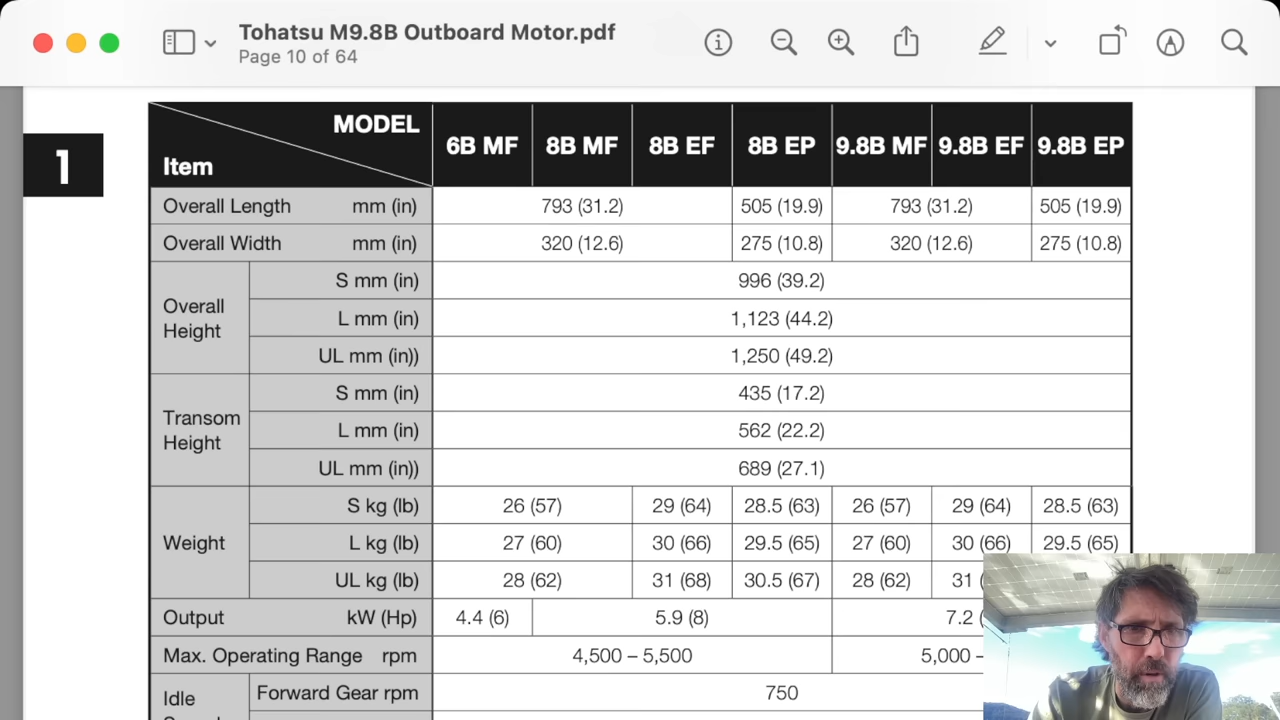 Tohatsu M9.8B Outboard Motor.pdf
Page 10 of 64
1
MODEL
Item
6B MF 8B MF 8B EF 8B EP 9.8B MF 9.8B EF 9.8B EP
Overall Length mm (in) 793 (31.2) 505 (19.9) 793 (31.2) 505 (19.9)
Overall Width mm (in) 320 (12.6) 275 (10.8) 320 (12.6) 275 (10.8)
Overall Height
S mm (in) 996 (39.2)
L mm (in) 1,123 (44.2)
UL mm (in)) 1,250 (49.2)
Transom Height
S mm (in) 435 (17.2)
L mm (in) 562 (22.2)
UL mm (in)) 689 (27.1)
Weight
S kg (lb) 26 (57) 29 (64) 28.5 (63) 26 (57) 29 (64) 28.5 (63)
L kg (lb) 27 (60) 30 (66) 29.5 (65) 27 (60) 30 (66) 29.5 (65)
UL kg (lb) 28 (62) 31 (68) 30.5 (67) 28 (62) 31
Output kW (Hp) 4.4 (6) 5.9 (8) 7.2
Max. Operating Range rpm 4,500 – 5,500 5,000 –
Idle
Forward Gear rpm 750